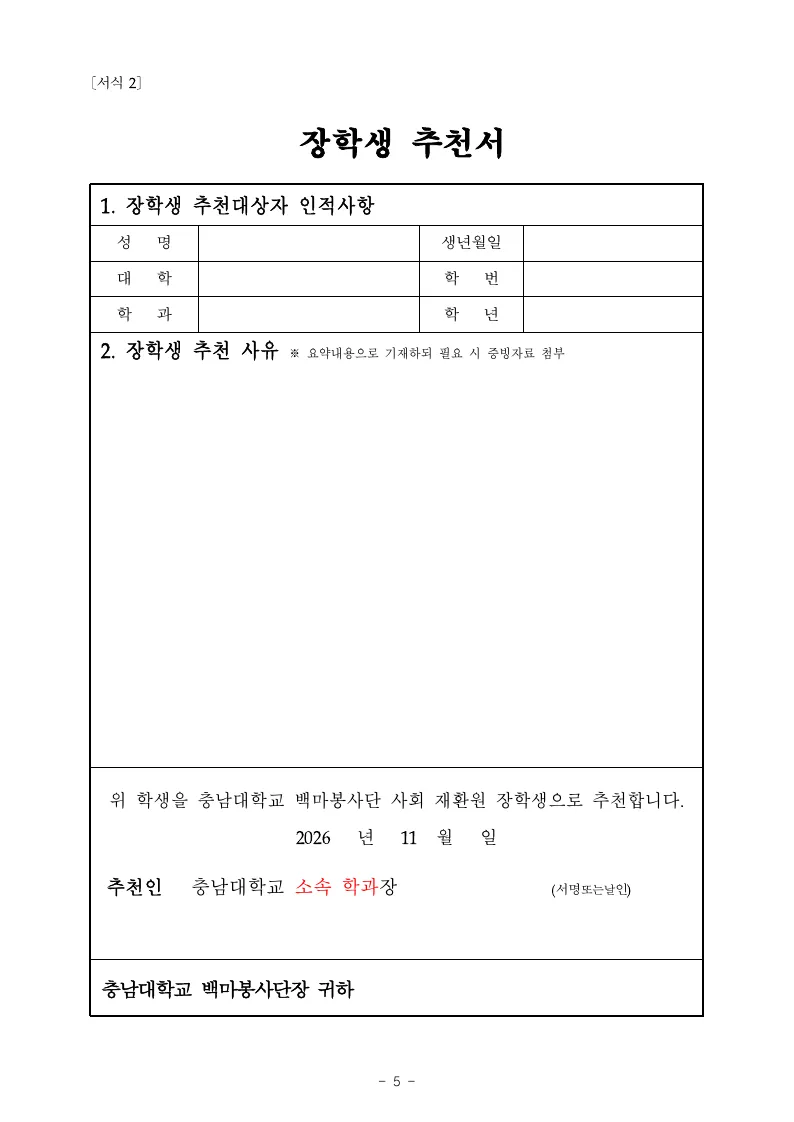 [서식 2]
장학생 추천서
1. 장학생 추천대상자 인적사항
성 명 생년월일
대 학 학 번
학 과 학 년
2. 장학생 추천 사유 ※ 요약내용으로 기재하되 필요 시 증빙자료 첨부
위 학생을 충남대학교 백마봉사단 사회 재환원 장학생으로 추천합니다.
2026 년 11 월 일
추천인 충남대학교 소속 학과장 (서명또는날인)
충남대학교 백마봉사단장 귀하
- 5 -